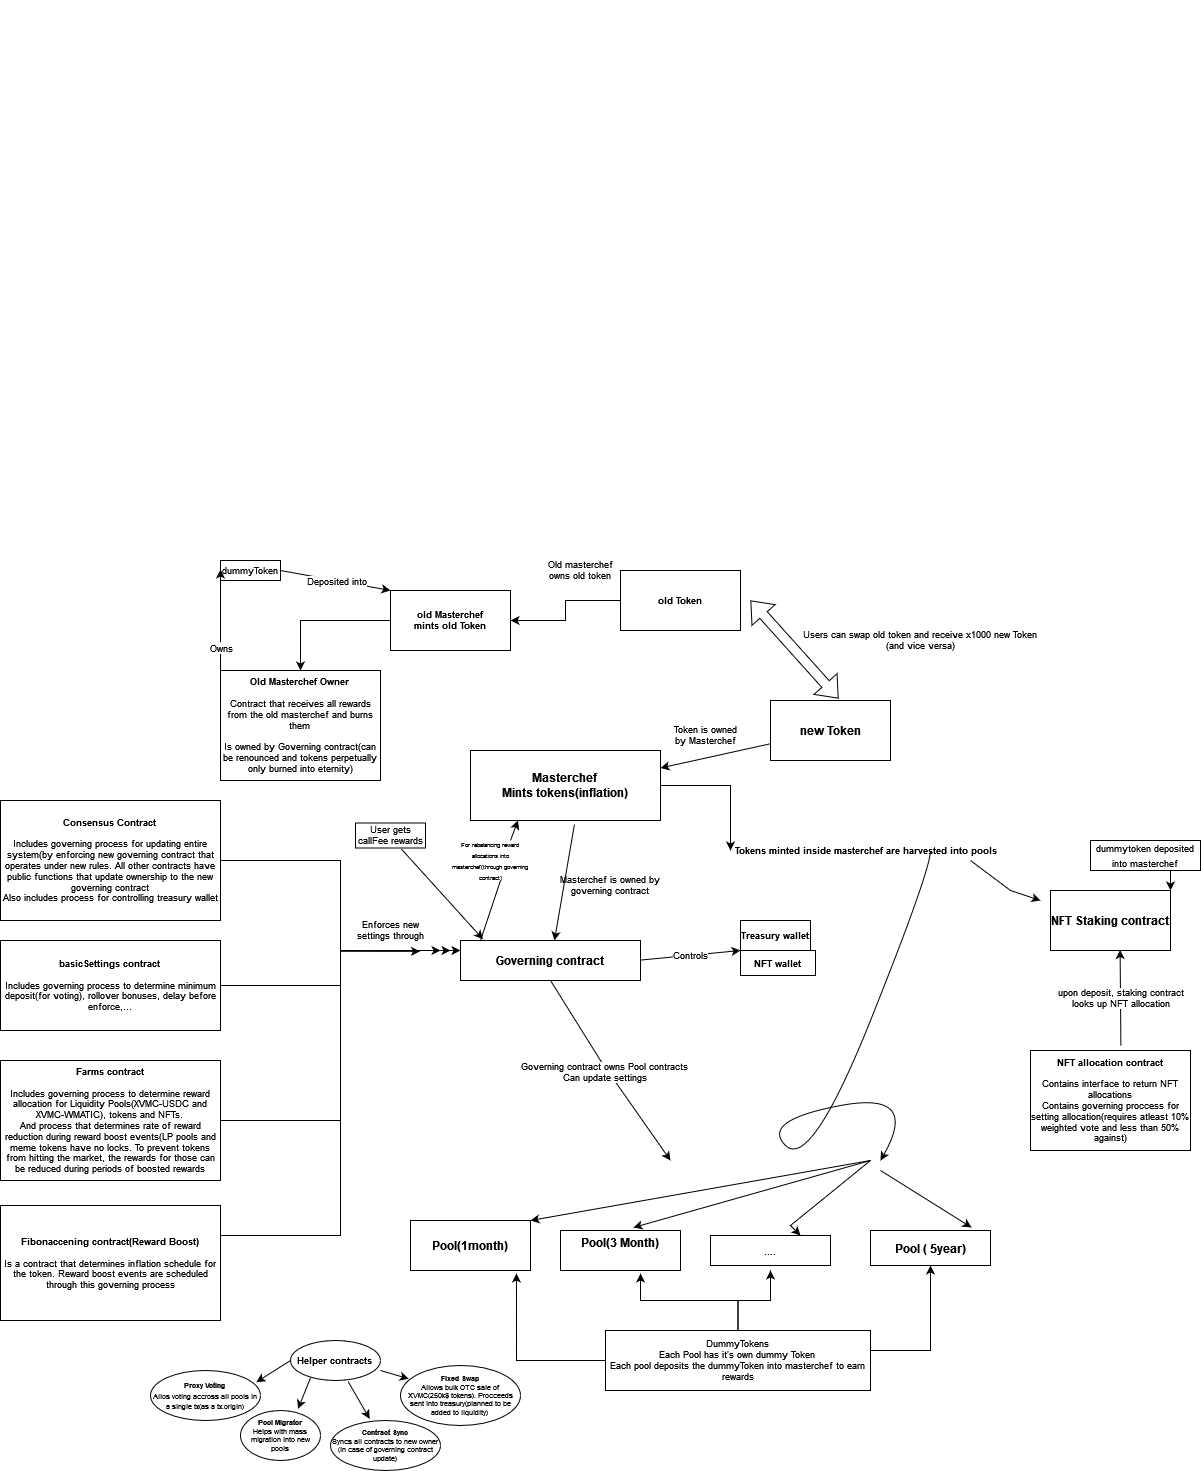 dummyToken
Deposited into
Old masterchef
owns old token
old Token
old Masterchef
mints old Token
Users can swap old token and receive x1000 new Token
(and vice versa)
Owns
Old Masterchef Owner
Contract that receives all rewards
from the old masterchef and burns
them
Is owned by Governing contract(can
be renounced and tokens perpetually
only burned into eternity)
new Token
Token is owned
by Masterchef
Masterchef
Mints tokens(inflation)
Consensus Contract
Includes governing process for updating entire
system(by enforcing new governing contract that
operates under new rules. All other contracts have
public functions that update ownership to the new
governing contract
Also includes process for controlling treasury wallet
User gets
callFee rewards
For rebalancing reward
allocations into
masterchef(through governing
contract)
Masterchef is owned by
governing contract
Tokens minted inside masterchef are harvested into pools
dummytoken deposited
into masterchef
NFT Staking contract
Enforces new
settings through
Governing contract
Controls
Treasury wallet
NFT wallet
basicSettings contract
Includes governing process to determine minimum
deposit(for voting), rollover bonuses, delay before
enforce,...
upon deposit, staking contract
looks up NFT allocation
NFT allocation contract
Contains interface to return NFT
allocations
Contains governing proccess for
setting allocation(requires atleast 10%
weighted vote and less than 50%
against)
Governing contract owns Pool contracts
Can update settings
Farms contract
Includes governing process to determine reward
allocation for Liquidity Pools(XVMC-USDC and
XVMC-WMATIC), tokens and NFTs.
And process that determines rate of reward
reduction during reward boost events(LP pools and
meme tokens have no locks. To prevent tokens
from hitting the market, the rewards for those can
be reduced during periods of boosted rewards
Fibonaccening contract(Reward Boost)
Is a contract that determines inflation schedule for
the token. Reward boost events are scheduled
through this governing process
Pool(1month)
Pool(3 Month)
....
Pool ( 5year)
DummyTokens
Each Pool has it's own dummy Token
Each pool deposits the dummyToken into masterchef to earn
rewards
Helper contracts
Proxy Voting
Allos voting accross all pools in
a single tx(as a tx.origin)
Pool Migrator
Helps with mass
migration into new
pools
Contract Sync
Syncs all contracts to new owner
(in case of governing contract
update)
Fixed Swap
Allows bulk OTC sale of
XVMC(250k$ tokens). Procceeds
sent into treasury(planned to be
added to liquidity)